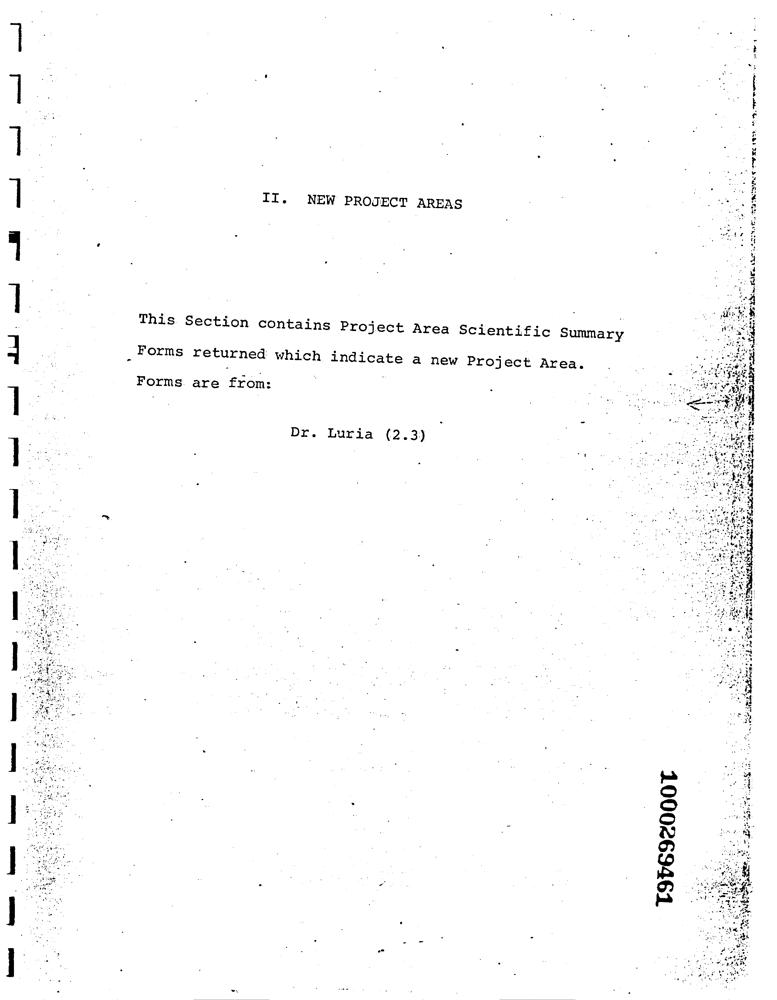 II. NEW PROJECT AREAS
This Section contains Project Area Scientific Summary
Forms returned which indicate a new Project Area.
Forms are from:
Dr. Luria (2.3)
1000269461